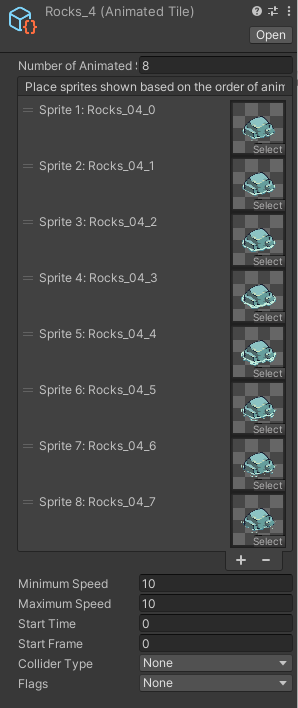 Rocks_4 (Animated Tile)
Open
Number of Animated S 8
Place sprites shown based on the order of anim
Sprite 1: Rocks_04_0
Select
Sprite 2: Rocks_04_1
Select
Sprite 3: Rocks_04_2
Select
Sprite 4: Rocks_04_3
Select
Sprite 5: Rocks_04_4
Select
Sprite 6: Rocks_04_5
Select
Sprite 7: Rocks_04_6
Select
Sprite 8: Rocks_04_7
Select
Minimum Speed 10
Maximum Speed 10
Start Time 0
Start Frame 0
Collider Type None
Flags None